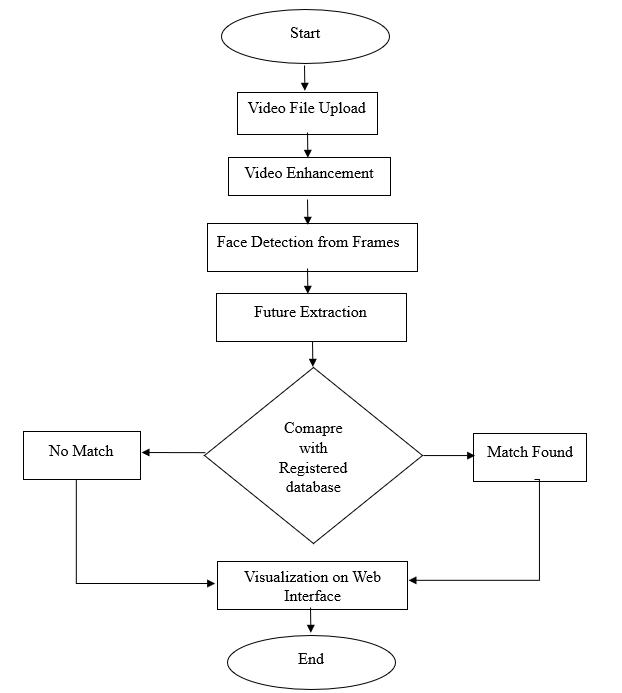 Start
Video File Upload
Video Enhancement
Face Detection from Frames
Future Extraction
Comapre
with
Registered
database
No Match
Match Found
Visualization on Web
Interface
End